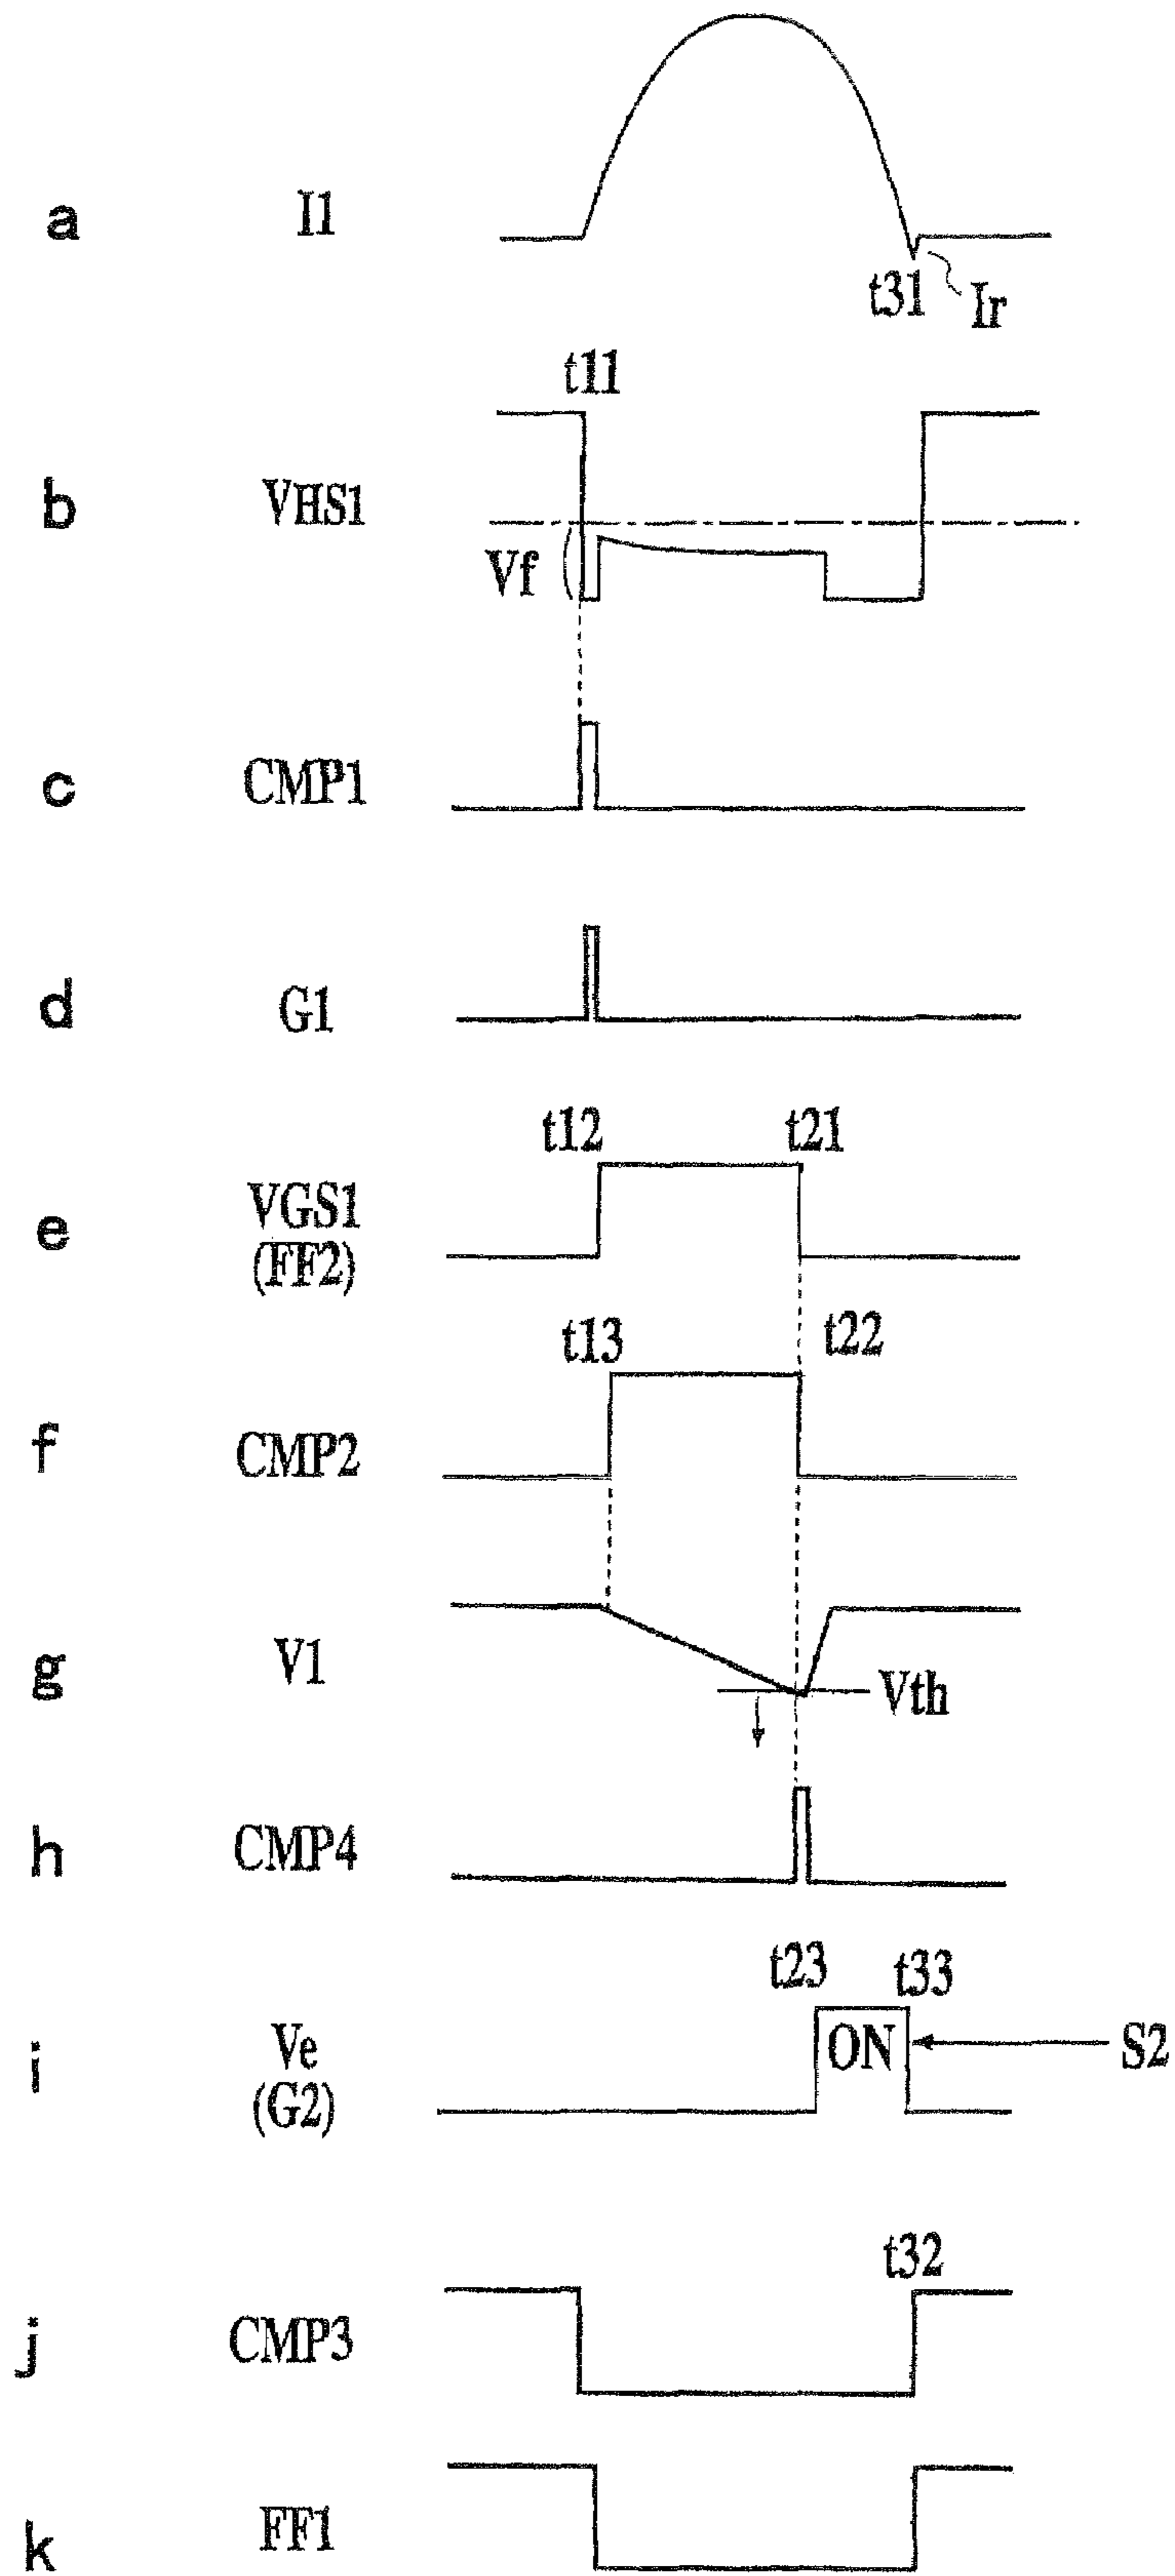 a I1
t31
Ir
t11
b VHS1
Vf
c CMP1
d G1
t12 t21
e VGS1
(FF2)
t13 t22
f CMP2
g V1
Vth
h CMP4
t23 t33
i Ve
(G2)
ON
S2
t32
j CMP3
k FF1